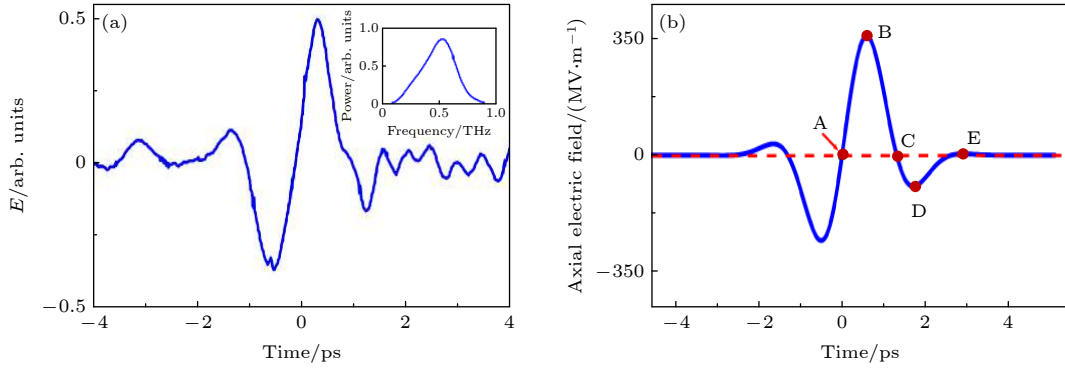 (a)
E/arb. units
0.5
0
−0.5
−4
−2
0
2
4
Time/ps
Power/arb. units
1.0
0.5
0
0.5
1.0
Frequency/THz
(b)
Axial electric field/(MV·m⁻¹)
350
0
−350
−4
−2
0
2
4
Time/ps
A
B
C
D
E